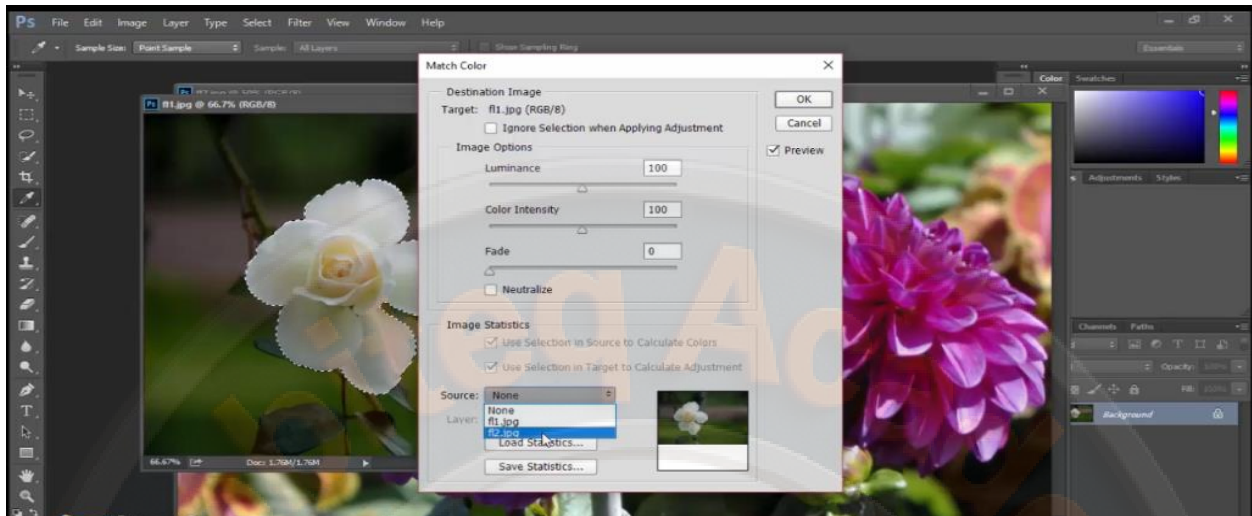 Ps File Edit Image Layer Type Select Filter View Window Help
Sample Size: Point Sample Sample: All Layers Show Sampling Ring Essentials
Match Color
Destination Image
Target: fl1.jpg (RGB/8)
Ignore Selection when Applying Adjustment
OK
Cancel
Preview
Image Options
Luminance 100
Color Intensity 100
Fade 0
Neutralize
Image Statistics
Use Selection in Source to Calculate Colors
Use Selection in Target to Calculate Adjustment
Source: None
None
fl1.jpg
fl2.jpg
Layer:
Load Statistics...
Save Statistics...
Ps fl1.jpg @ 66.7% (RGB/8)
66.67% Doc: 1.76M/1.76M
Color Swatches
Adjustments Styles
Channels Paths
Opacity: 100%
Fill: 100%
Background